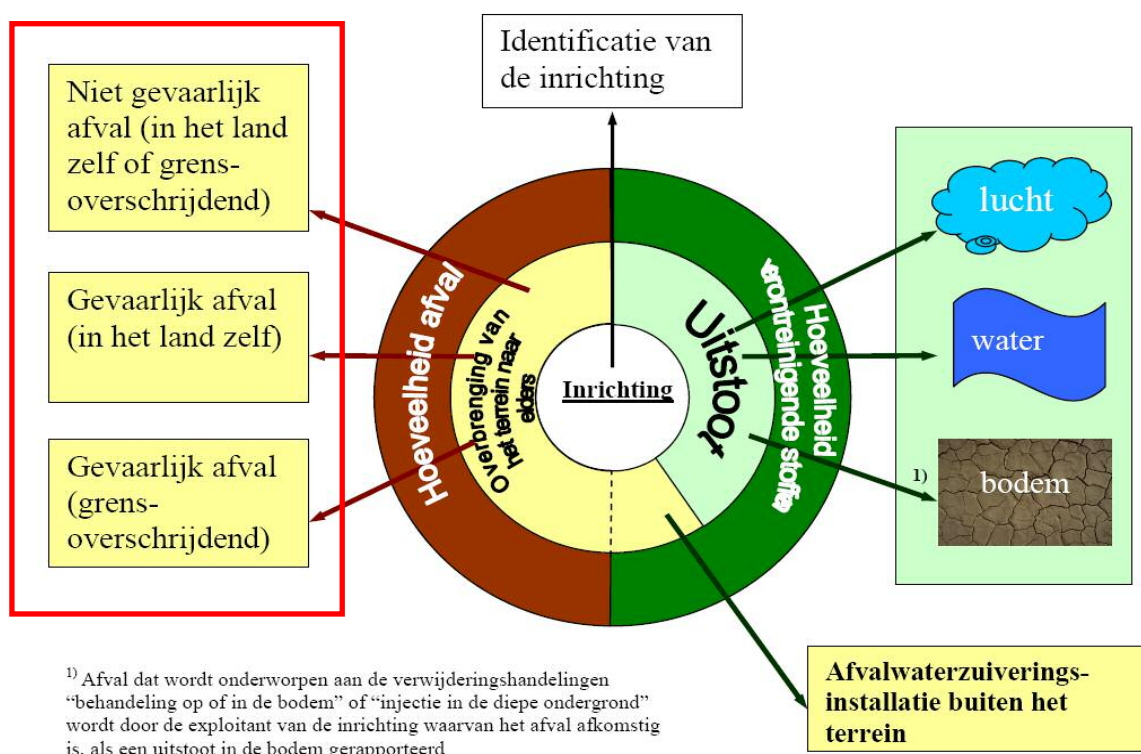 Identificatie van
de inrichting
Niet gevaarlijk
afval (in het land
zelf of grens-
overschrijdend)
Gevaarlijk afval
(in het land zelf)
Gevaarlijk afval
(grens-
overschrijdend)
Hoeveelheid afval
Overbrenging van
het terrein naar
elders
Inrichting
Uitstoot
Hoeveelheid
verontreinigende stoffen
lucht
water
1)
bodem
Afvalwaterzuiverings-
installatie buiten het
terrein
1) Afval dat wordt onderworpen aan de verwijderingshandelingen
“behandeling op of in de bodem” of “injectie in de diepe ondergrond”
wordt door de exploitant van de inrichting waarvan het afval afkomstig
is, als een uitstoot in de bodem gerapporteerd